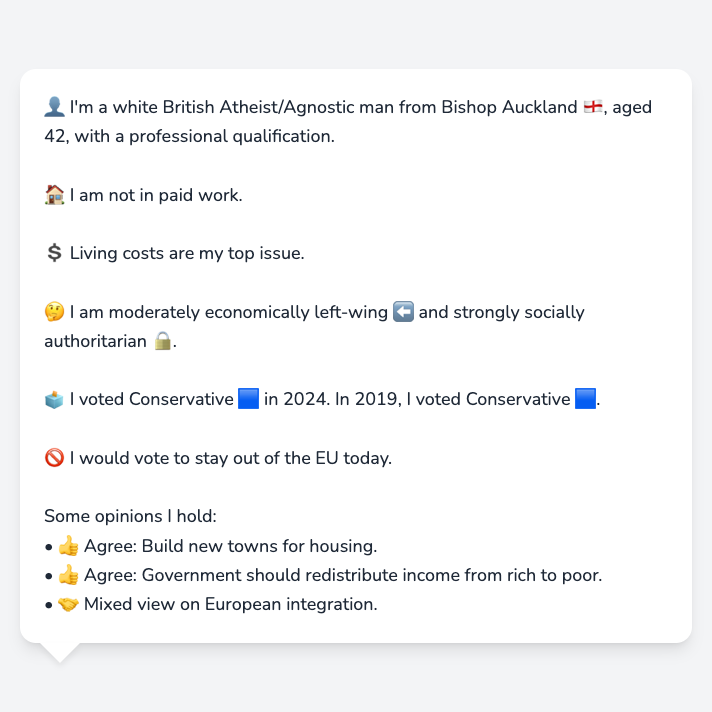 👤 I'm a white British Atheist/Agnostic man from Bishop Auckland 🏴󠁧󠁢󠁥󠁮󠁧󠁿, aged
42, with a professional qualification.
🏠 I am not in paid work.
💲 Living costs are my top issue.
🤔 I am moderately economically left-wing ⬅️ and strongly socially
authoritarian 🔒.
🗳️ I voted Conservative 🟦 in 2024. In 2019, I voted Conservative 🟦.
🚫 I would vote to stay out of the EU today.
Some opinions I hold:
• 👍 Agree: Build new towns for housing.
• 👍 Agree: Government should redistribute income from rich to poor.
• 🤝 Mixed view on European integration.